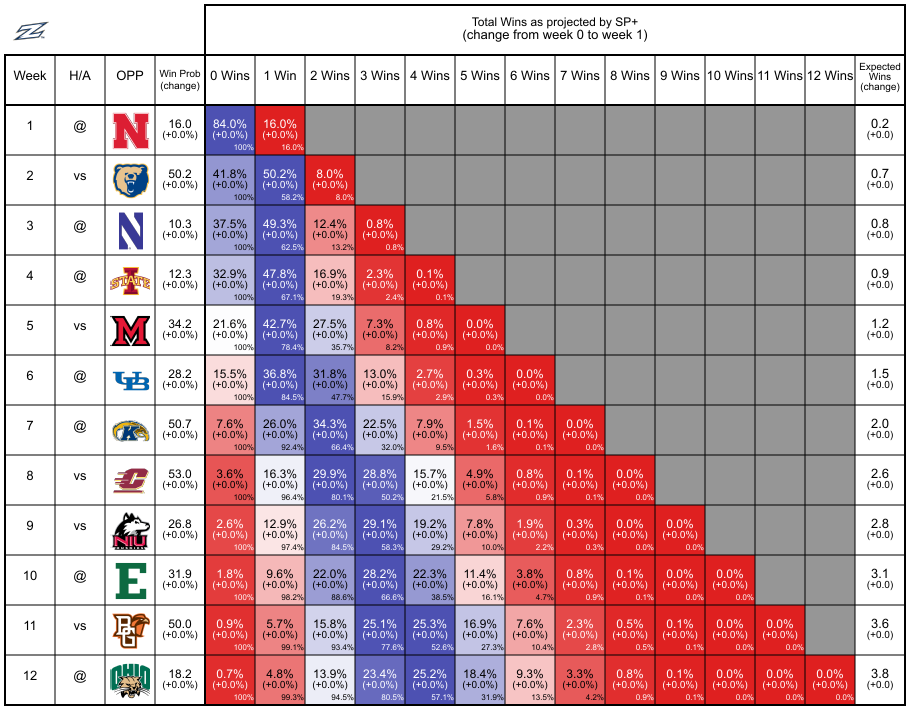 Total Wins as projected by SP+
(change from week 0 to week 1)
Week H/A OPP Win Prob (change) 0 Wins 1 Win 2 Wins 3 Wins 4 Wins 5 Wins 6 Wins 7 Wins 8 Wins 9 Wins 10 Wins 11 Wins 12 Wins Expected Wins (change)
1 @ N 16.0 84.0% 16.0% 0.2
(+0.0%) (+0.0%) (+0.0%) (+0.0)
100% 16.0%
2 vs 50.2 41.8% 50.2% 8.0% 0.7
(+0.0%) (+0.0%) (+0.0%) (+0.0%) (+0.0)
100% 58.2% 8.0%
3 @ N 10.3 37.5% 49.3% 12.4% 0.8% 0.8
(+0.0%) (+0.0%) (+0.0%) (+0.0%) (+0.0%) (+0.0)
100% 62.5% 13.2% 0.8%
4 @ I STATE 12.3 32.9% 47.8% 16.9% 2.3% 0.1% 0.9
(+0.0%) (+0.0%) (+0.0%) (+0.0%) (+0.0%) (+0.0%) (+0.0)
100% 67.1% 19.3% 2.4% 0.1%
5 vs M 34.2 21.6% 42.7% 27.5% 7.3% 0.8% 0.0% 1.2
(+0.0%) (+0.0%) (+0.0%) (+0.0%) (+0.0%) (+0.0%) (+0.0%) (+0.0)
100% 78.4% 35.7% 8.2% 0.9% 0.0%
6 @ UB 28.2 15.5% 36.8% 31.8% 13.0% 2.7% 0.3% 0.0% 1.5
(+0.0%) (+0.0%) (+0.0%) (+0.0%) (+0.0%) (+0.0%) (+0.0%) (+0.0%) (+0.0)
100% 84.5% 47.7% 15.9% 2.9% 0.3% 0.0%
7 @ K 50.7 7.6% 26.0% 34.3% 22.5% 7.9% 1.5% 0.1% 0.0% 2.0
(+0.0%) (+0.0%) (+0.0%) (+0.0%) (+0.0%) (+0.0%) (+0.0%) (+0.0%) (+0.0%) (+0.0)
100% 92.4% 66.4% 32.0% 9.5% 1.6% 0.1% 0.0%
8 vs C 53.0 3.6% 16.3% 29.9% 28.8% 15.7% 4.9% 0.8% 0.1% 0.0% 2.6
(+0.0%) (+0.0%) (+0.0%) (+0.0%) (+0.0%) (+0.0%) (+0.0%) (+0.0%) (+0.0%) (+0.0%) (+0.0)
100% 96.4% 80.1% 50.2% 21.5% 5.8% 0.9% 0.1% 0.0%
9 vs NIU 26.8 2.6% 12.9% 26.2% 29.1% 19.2% 7.8% 1.9% 0.3% 0.0% 0.0% 2.8
(+0.0%) (+0.0%) (+0.0%) (+0.0%) (+0.0%) (+0.0%) (+0.0%) (+0.0%) (+0.0%) (+0.0%) (+0.0%) (+0.0)
100% 97.4% 84.5% 58.3% 29.2% 10.0% 2.2% 0.3% 0.0% 0.0%
10 @ E 31.9 1.8% 9.6% 22.0% 28.2% 22.3% 11.4% 3.8% 0.8% 0.1% 0.0% 0.0% 3.1
(+0.0%) (+0.0%) (+0.0%) (+0.0%) (+0.0%) (+0.0%) (+0.0%) (+0.0%) (+0.0%) (+0.0%) (+0.0%) (+0.0%) (+0.0)
100% 98.2% 88.6% 66.6% 38.5% 16.1% 4.7% 0.9% 0.1% 0.0% 0.0%
11 vs BG 50.0 0.9% 5.7% 15.8% 25.1% 25.3% 16.9% 7.6% 2.3% 0.5% 0.1% 0.0% 0.0% 3.6
(+0.0%) (+0.0%) (+0.0%) (+0.0%) (+0.0%) (+0.0%) (+0.0%) (+0.0%) (+0.0%) (+0.0%) (+0.0%) (+0.0%) (+0.0%) (+0.0)
100% 99.1% 93.4% 77.6% 52.6% 27.3% 10.4% 2.8% 0.5% 0.1% 0.0% 0.0%
12 @ OHIO 18.2 0.7% 4.8% 13.9% 23.4% 25.2% 18.4% 9.3% 3.3% 0.8% 0.1% 0.0% 0.0% 0.0% 3.8
(+0.0%) (+0.0%) (+0.0%) (+0.0%) (+0.0%) (+0.0%) (+0.0%) (+0.0%) (+0.0%) (+0.0%) (+0.0%) (+0.0%) (+0.0%) (+0.0%) (+0.0)
100% 99.3% 94.5% 80.5% 57.1% 31.9% 13.5% 4.2% 0.9% 0.1% 0.0% 0.0% 0.0%